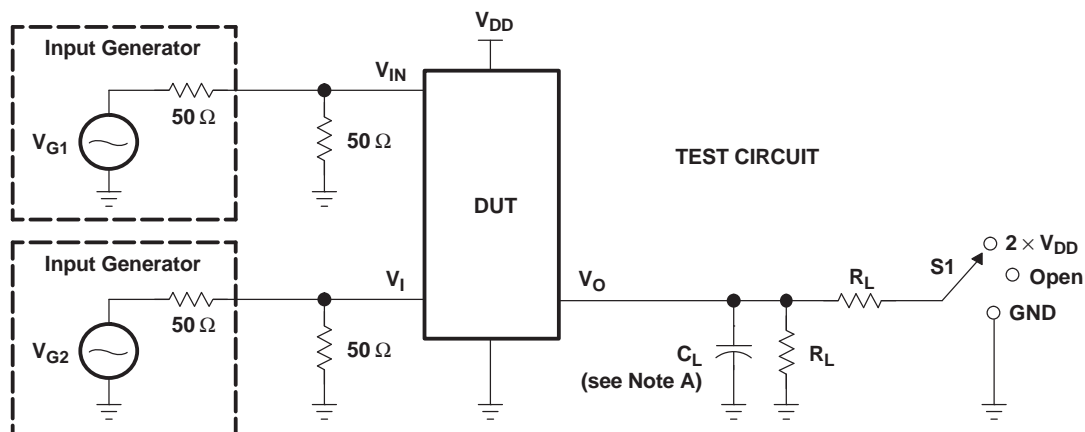 V_DD
Input Generator
V_IN
50 Ω
V_G1
50 Ω
TEST CIRCUIT
DUT
Input Generator
V_I
V_O
50 Ω
V_G2
50 Ω
R_L
S1
2 × V_DD
Open
GND
C_L
(see Note A)
R_L